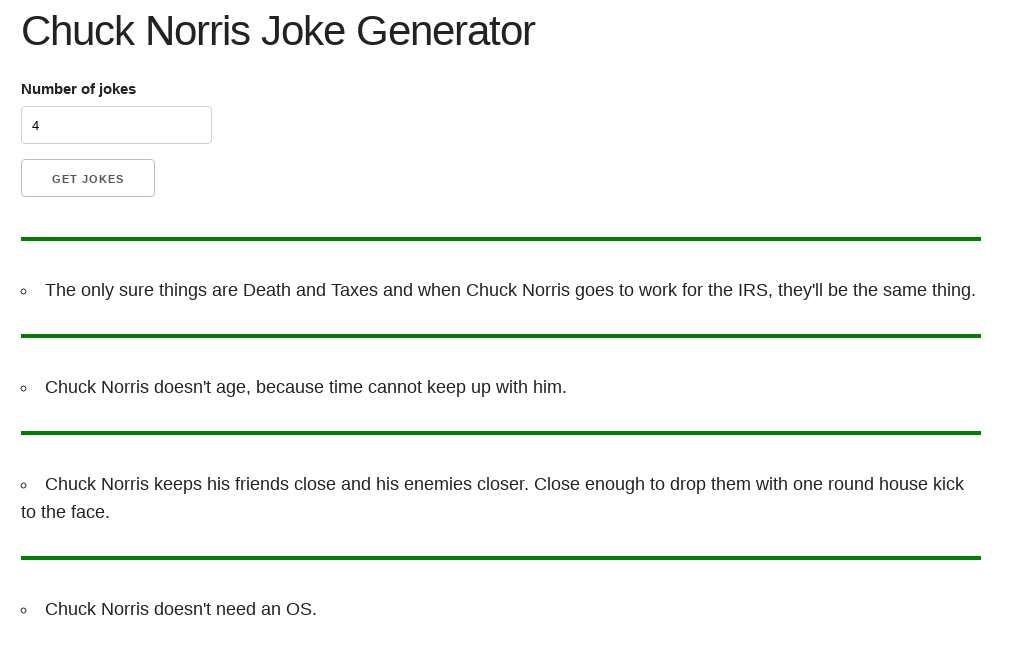 Chuck Norris Joke Generator
Number of jokes
4
GET JOKES
The only sure things are Death and Taxes and when Chuck Norris goes to work for the IRS, they'll be the same thing.
Chuck Norris doesn't age, because time cannot keep up with him.
Chuck Norris keeps his friends close and his enemies closer. Close enough to drop them with one round house kick
to the face.
Chuck Norris doesn't need an OS.